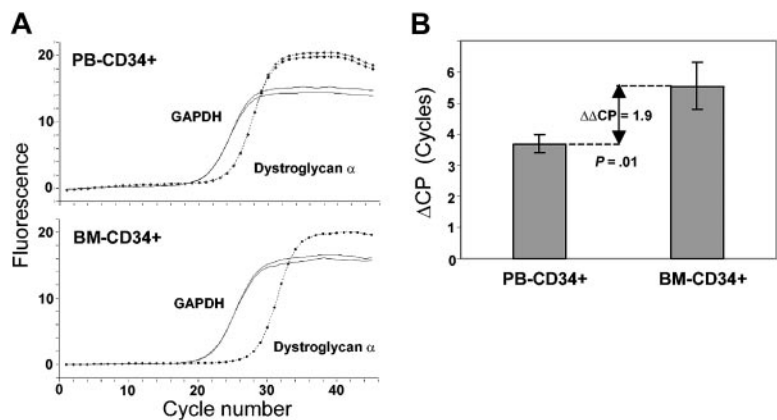 A
PB-CD34+
20
10
0
GAPDH
Dystroglycan α
BM-CD34+
20
10
0
GAPDH
Dystroglycan α
Fluorescence
0 10 20 30 40
Cycle number
B
6
5
4
3
2
1
0
ΔCP (Cycles)
ΔΔCP = 1.9
P = .01
PB-CD34+ BM-CD34+